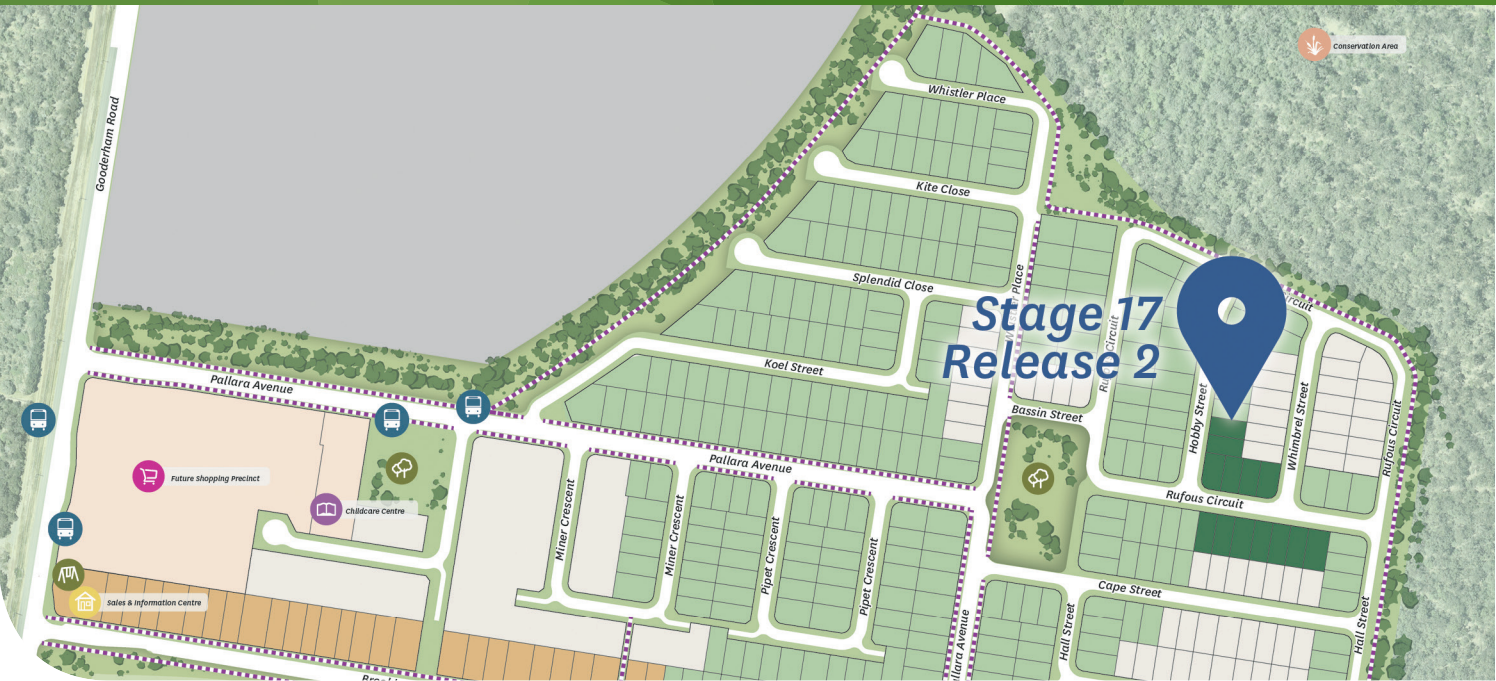 Conservation Area
Whistler Place
Gooderham Road
Kite Close
Splendid Close
Place
Circuit
Stage 17
Release 2
Circuit
Koel Street
Pallara Avenue
Hobby Street
Whimbrel Street
Rufous Circuit
Bassin Street
Pallara Avenue
Future Shopping Precinct
Rufous Circuit
Childcare Centre
Miner Crescent
Miner Crescent
Pipet Crescent
Pipet Crescent
Cape Street
Sales & Information Centre
Hall Street
Hall Street